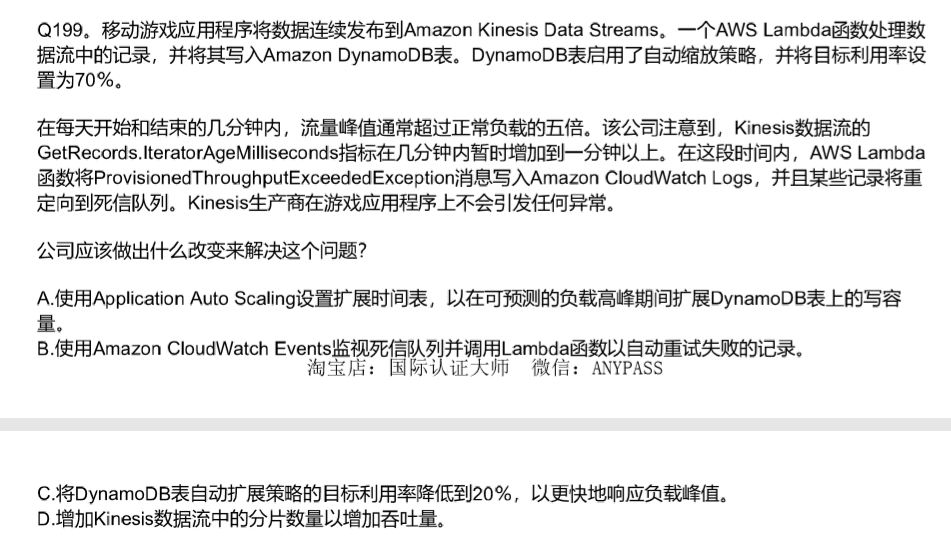 Q199。移动游戏应用程序将数据连续发布到Amazon Kinesis Data Streams。一个AWS Lambda函数处理数
据流中的记录，并将其写入Amazon DynamoDB表。DynamoDB表启用了自动缩放策略，并将目标利用率设
置为70%。
在每天开始和结束的几分钟内，流量峰值通常超过正常负载的五倍。该公司注意到，Kinesis数据流的
GetRecords.IteratorAgeMilliseconds指标在几分钟内暂时增加到一分钟以上。在这段时间内，AWS Lambda
函数将ProvisionedThroughputExceededException消息写入Amazon CloudWatch Logs，并且某些记录将重
定向到死信队列。Kinesis生产商在游戏应用程序上不会引发任何异常。
公司应该做出什么改变来解决这个问题？
A.使用Application Auto Scaling设置扩展时间表，以在可预测的负载高峰期间扩展DynamoDB表上的写容
量。
B.使用Amazon CloudWatch Events监视死信队列并调用Lambda函数以自动重试失败的记录。
淘宝店：国际认证大师 微信：ANYPASS
C.将DynamoDB表自动扩展策略的目标利用率降低到20%，以更快地响应负载峰值。
D.增加Kinesis数据流中的分片数量以增加吞吐量。